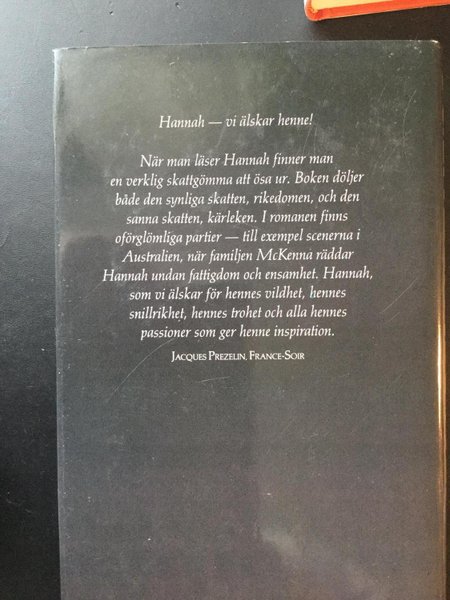 Hannah — vi älskar henne!
När man läser Hannah finner man
en verklig skattgömma att ösa ur. Boken döljer
både den synliga skatten, rikedomen, och den
sanna skatten, kärleken. I romanen finns
oförglömliga partier — till exempel scenerna i
Australien, när familjen McKenna räddar
Hannah undan fattigdom och ensamhet. Hannah,
som vi älskar för hennes vildhet, hennes
snillrikhet, hennes trohet och alla hennes
passioner som ger henne inspiration.
JACQUES PREZELIN, FRANCE-SOIR